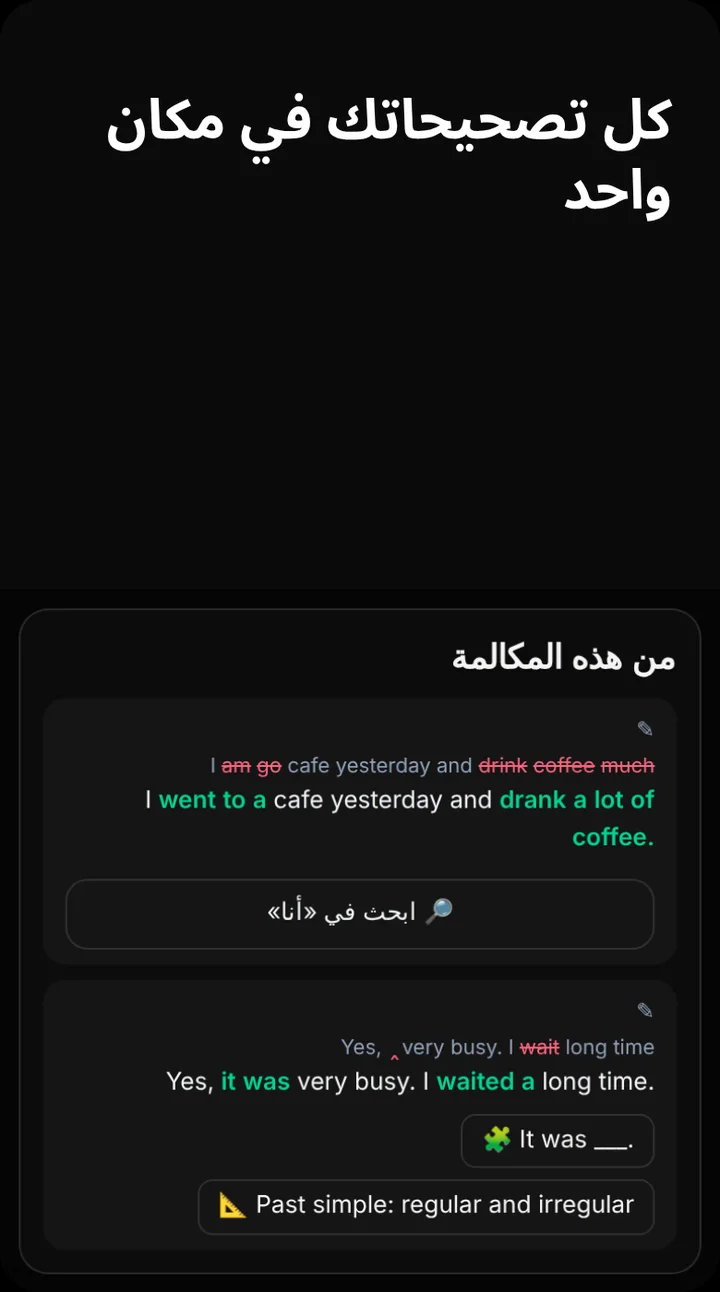 كل تصحيحاتك في مكان
واحد
من هذه المكالمة
✎
I am go cafe yesterday and drink coffee much
I went to a cafe yesterday and drank a lot of
coffee.
🔎 ابحث في «أنا»
✎
Yes, ‸very busy. I wait long time
Yes, it was very busy. I waited a long time.
🧩 It was ___.
📐 Past simple: regular and irregular